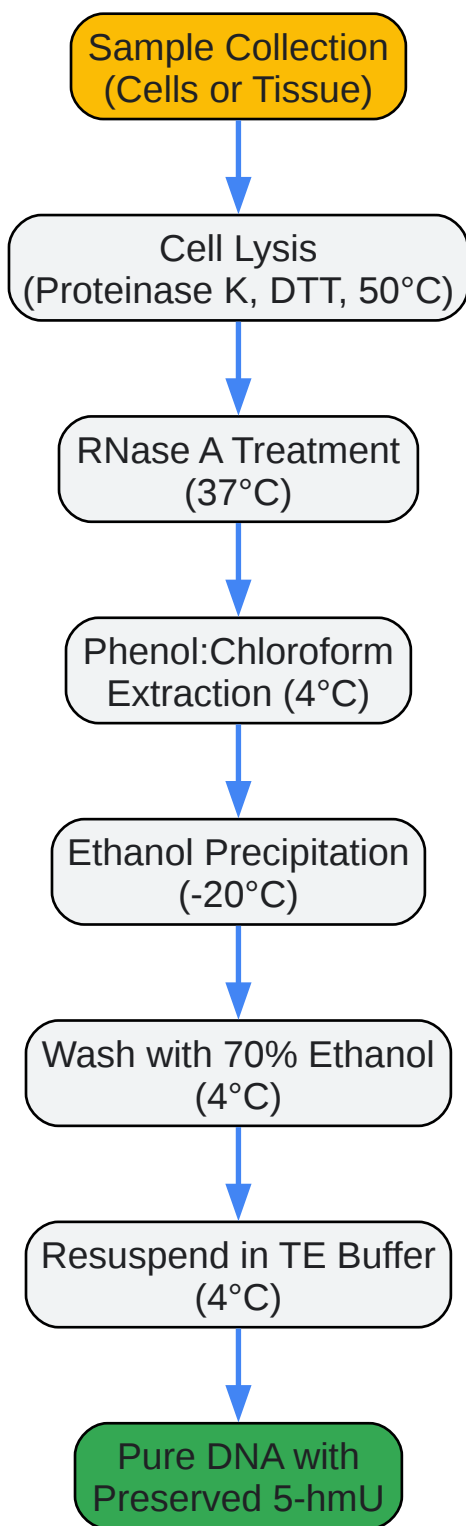 Sample Collection
(Cells or Tissue)
Cell Lysis
(Proteinase K, DTT, 50°C)
RNase A Treatment
(37°C)
Phenol:Chloroform
Extraction (4°C)
Ethanol Precipitation
(-20°C)
Wash with 70% Ethanol
(4°C)
Resuspend in TE Buffer
(4°C)
Pure DNA with
Preserved 5-hmU